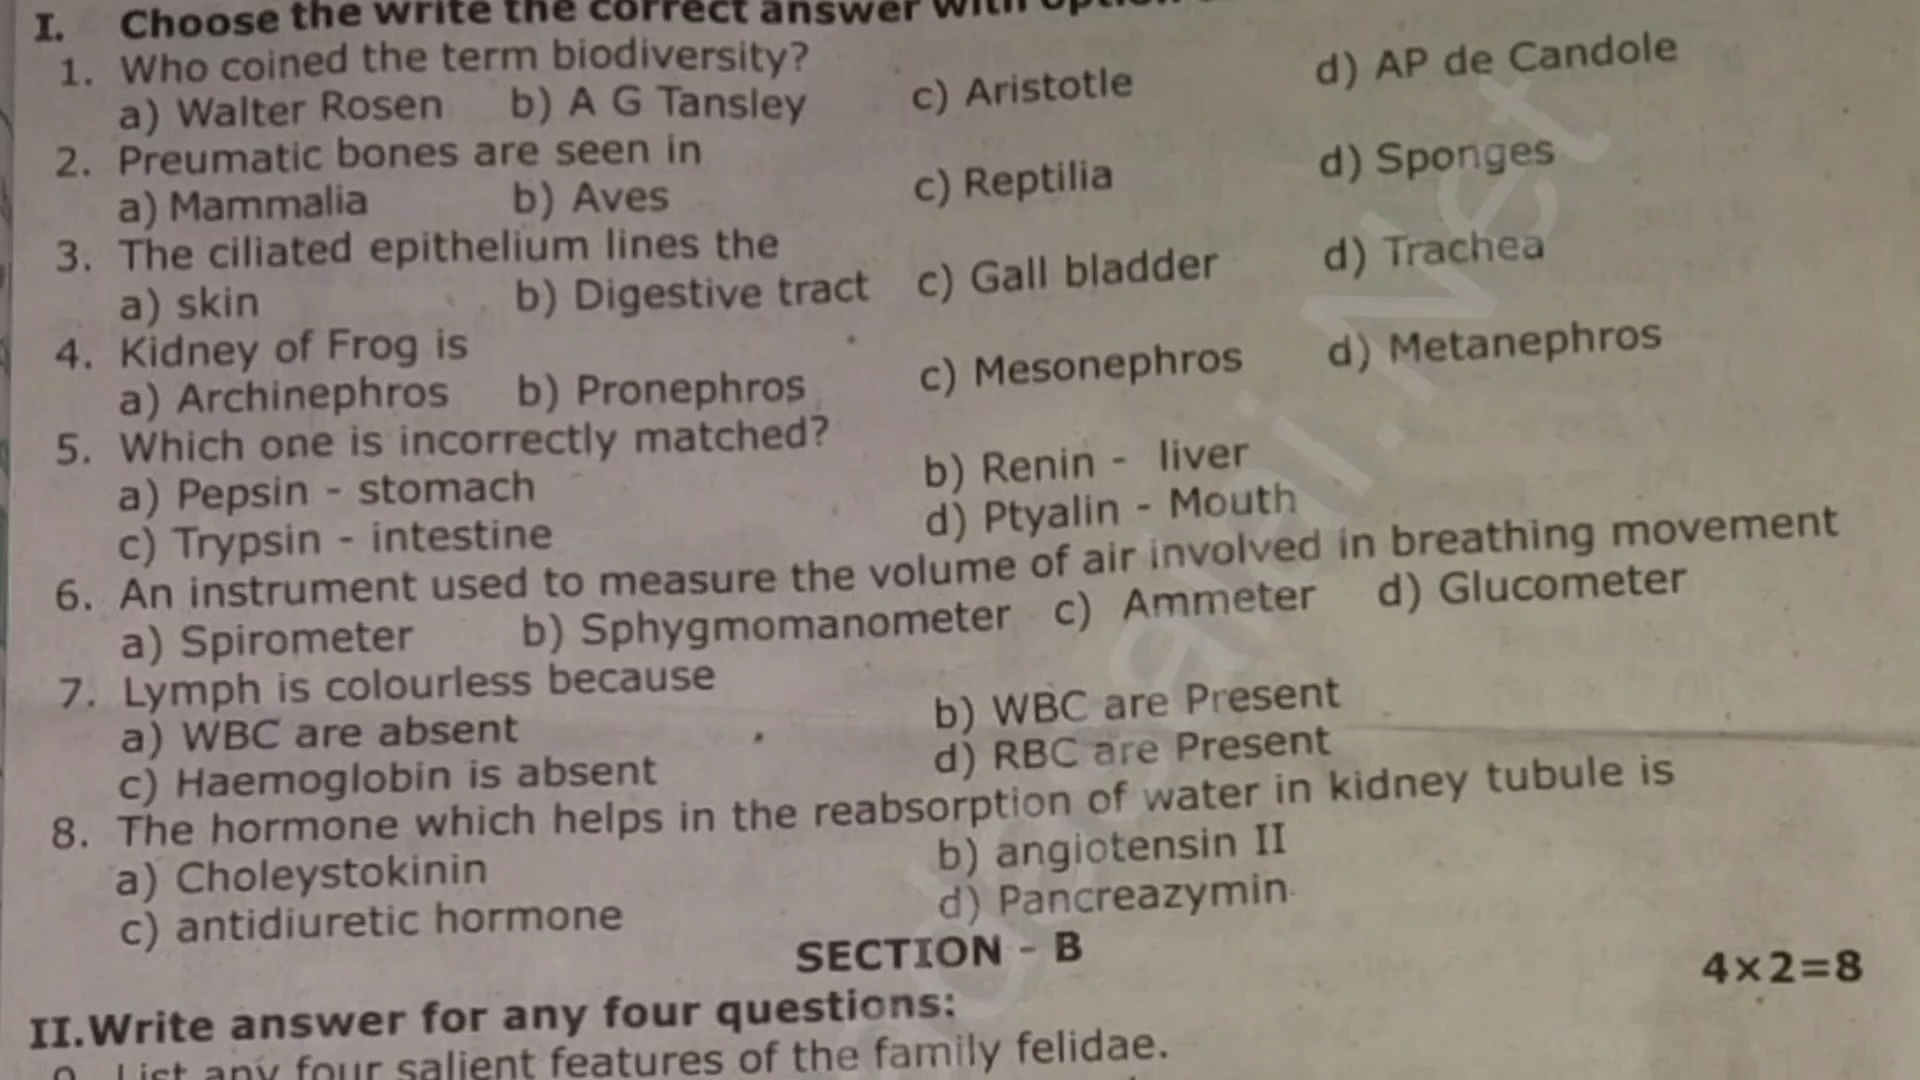 I. Choose the write the correct answer with option
1. Who coined the term biodiversity?
a) Walter Rosen b) A G Tansley c) Aristotle d) AP de Candole
2. Preumatic bones are seen in
a) Mammalia b) Aves c) Reptilia d) Sponges
3. The ciliated epithelium lines the
a) skin b) Digestive tract c) Gall bladder d) Trachea
4. Kidney of Frog is
a) Archinephros b) Pronephros c) Mesonephros d) Metanephros
5. Which one is incorrectly matched?
a) Pepsin - stomach b) Renin - liver
c) Trypsin - intestine d) Ptyalin - Mouth
6. An instrument used to measure the volume of air involved in breathing movement
a) Spirometer b) Sphygmomanometer c) Ammeter d) Glucometer
7. Lymph is colourless because
a) WBC are absent b) WBC are Present
c) Haemoglobin is absent d) RBC are Present
8. The hormone which helps in the reabsorption of water in kidney tubule is
a) Choleystokinin b) angiotensin II
c) antidiuretic hormone d) Pancreazymin
SECTION - B
4×2=8
II. Write answer for any four questions:
9. List any four salient features of the family felidae.